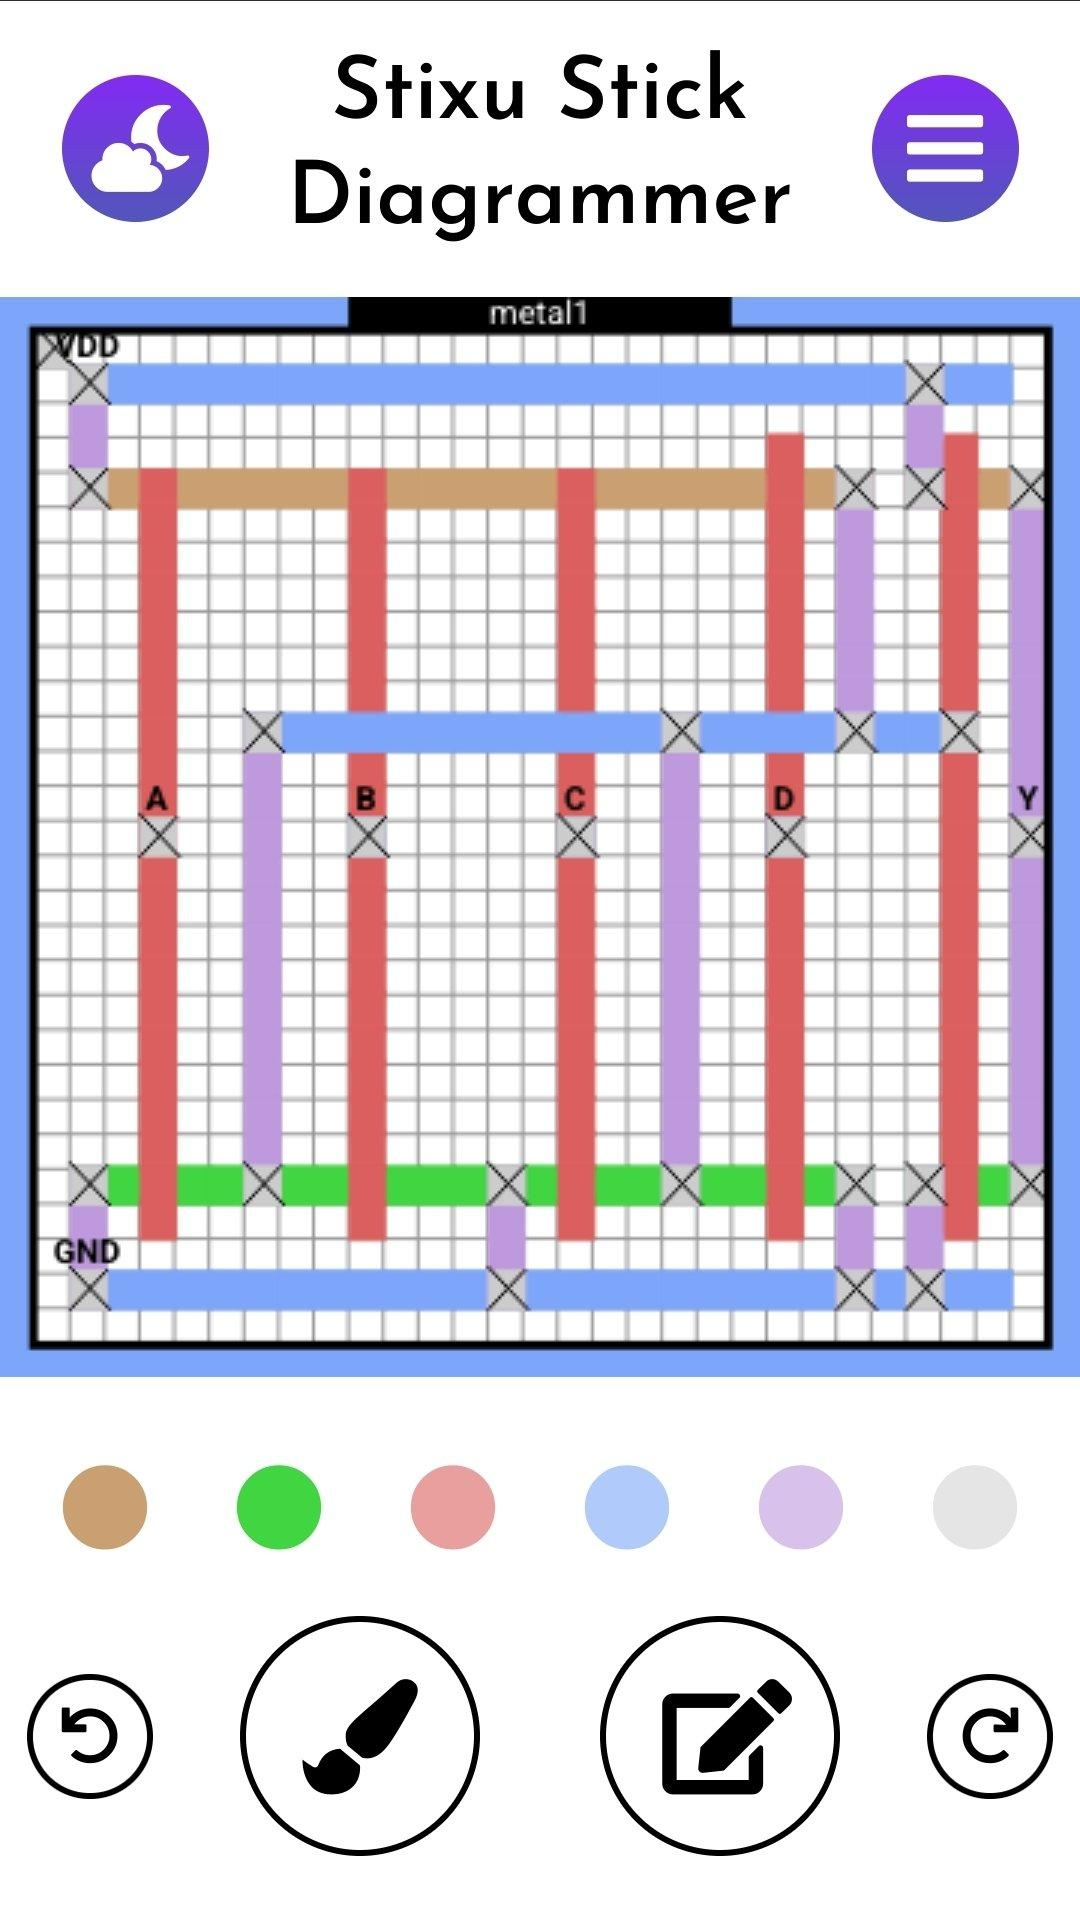 Stixu Stick
Diagrammer
metal1
VDD
A B C D Y
GND